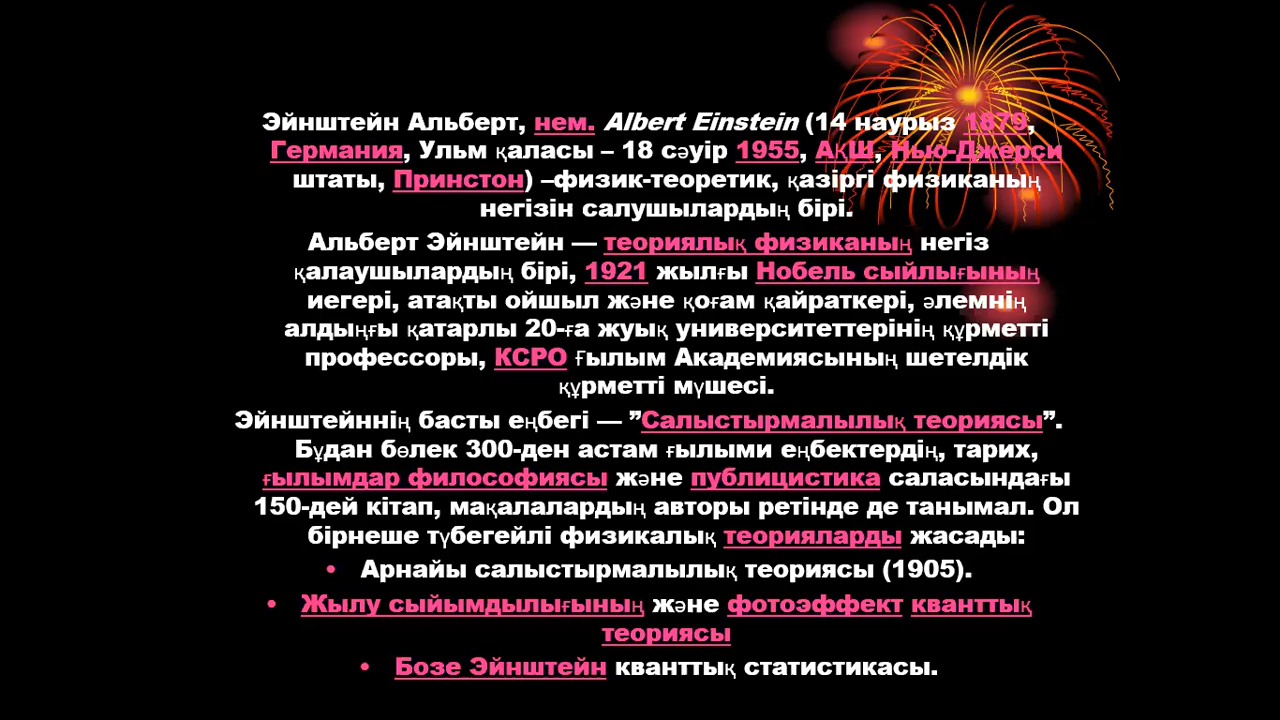 Эйнштейн Альберт, нем. Albert Einstein (14 наурыз 1879,
Германия, Ульм қаласы – 18 сәуір 1955, АҚШ, Нью-Джерси
штаты, Принстон) –физик-теоретик, қазіргі физиканың
негізін салушылардың бірі.
Альберт Эйнштейн — теориялық физиканың негіз
қалаушылардың бірі, 1921 жылғы Нобель сыйлығының
иегері, атақты ойшыл және қоғам қайраткері, әлемнің
алдыңғы қатарлы 20-ға жуық университеттерінің құрметті
профессоры, КСРО Ғылым Академиясының шетелдік
құрметті мүшесі.
Эйнштейннің басты еңбегі — ”Салыстырмалылық теориясы”.
Бұдан бөлек 300-ден астам ғылыми еңбектердің, тарих,
ғылымдар философиясы және публицистика саласындағы
150-дей кітап, мақалалардың авторы ретінде де танымал. Ол
бірнеше түбегейлі физикалық теорияларды жасады:
• Арнайы салыстырмалылық теориясы (1905).
• Жылу сыйымдылығының және фотоэффект кванттық
теориясы
• Бозе Эйнштейн кванттық статистикасы.